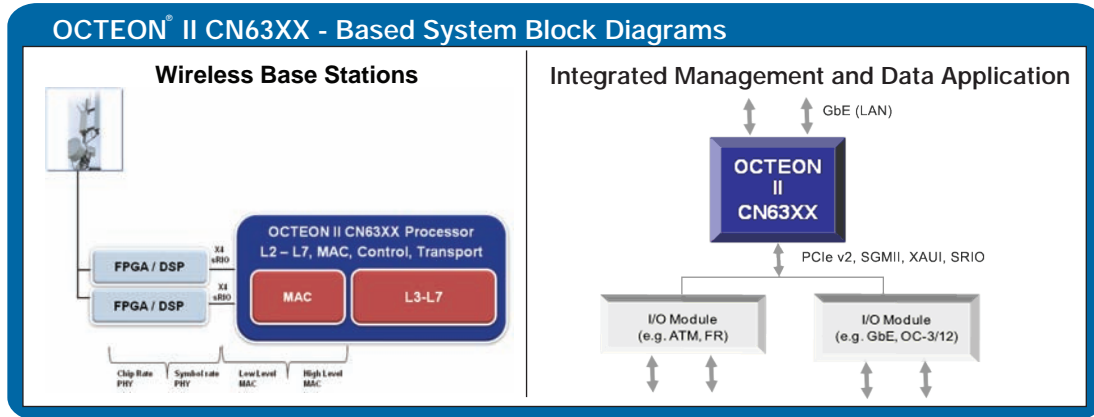 OCTEON® II CN63XX - Based System Block Diagrams
Wireless Base Stations
FPGA / DSP
FPGA / DSP
X4
sRIO
X4
sRIO
OCTEON II CN63XX Processor
L2 – L7, MAC, Control, Transport
MAC
L3-L7
Chip Rate
PHY
Symbol rate
PHY
Low Level
MAC
High Level
MAC
Integrated Management and Data Application
GbE (LAN)
OCTEON
II
CN63XX
PCIe v2, SGMII, XAUI, SRIO
I/O Module
(e.g. ATM, FR)
I/O Module
(e.g. GbE, OC-3/12)